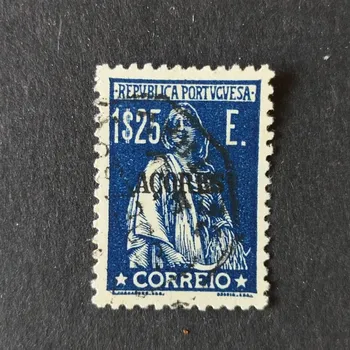 REPUBLICA PORTVGVESA
1$25 E.
AÇORES
CORREIO